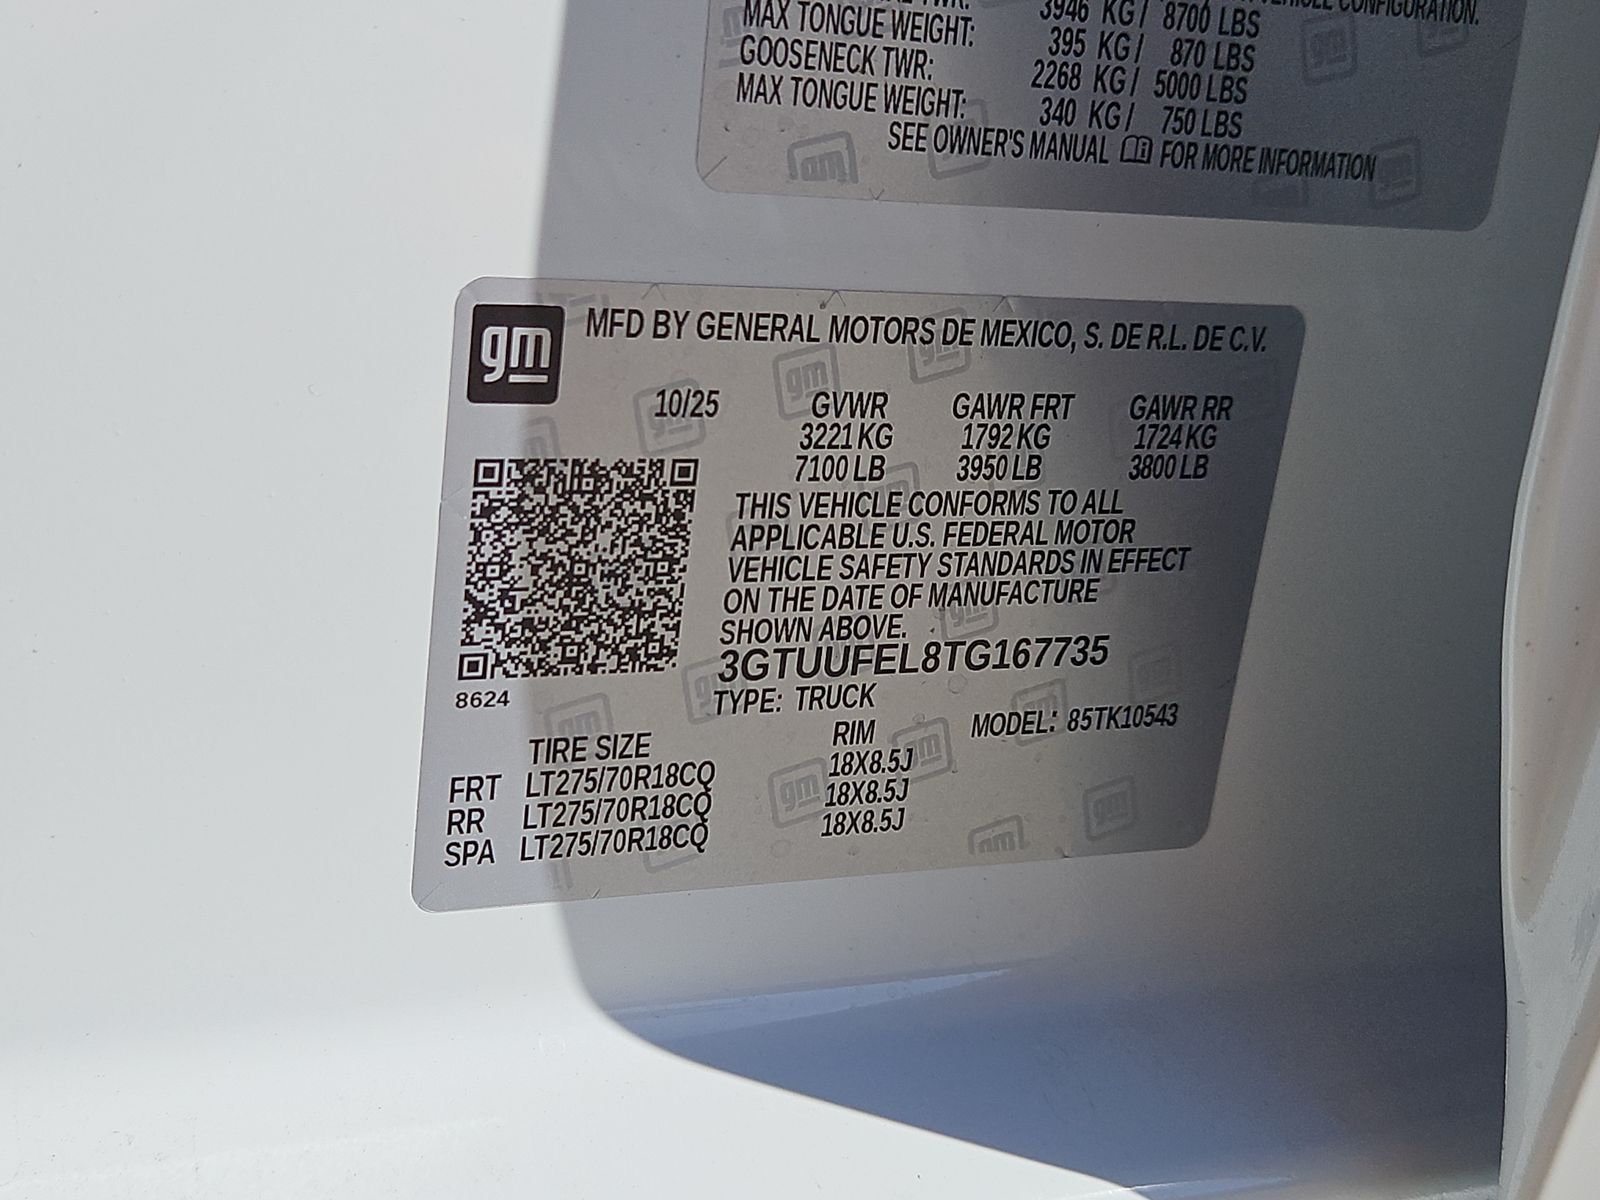 VEHICLE CONFIGURATION.
3946 KG/ 8700 LBS
MAX TONGUE WEIGHT: 395 KG/ 870 LBS
GOOSENECK TWR: 2268 KG/ 5000 LBS
MAX TONGUE WEIGHT: 340 KG/ 750 LBS
SEE OWNER'S MANUAL FOR MORE INFORMATION
gm
MFD BY GENERAL MOTORS DE MEXICO, S. DE R.L. DE C.V.
10/25 GVWR GAWR FRT GAWR RR
3221 KG 1792 KG 1724 KG
7100 LB 3950 LB 3800 LB
THIS VEHICLE CONFORMS TO ALL
APPLICABLE U.S. FEDERAL MOTOR
VEHICLE SAFETY STANDARDS IN EFFECT
ON THE DATE OF MANUFACTURE
SHOWN ABOVE.
3GTUUFEL8TG167735
8624
TYPE: TRUCK
MODEL: 85TK10543
TIRE SIZE RIM
FRT LT275/70R18CQ 18X8.5J
RR LT275/70R18CQ 18X8.5J
SPA LT275/70R18CQ 18X8.5J